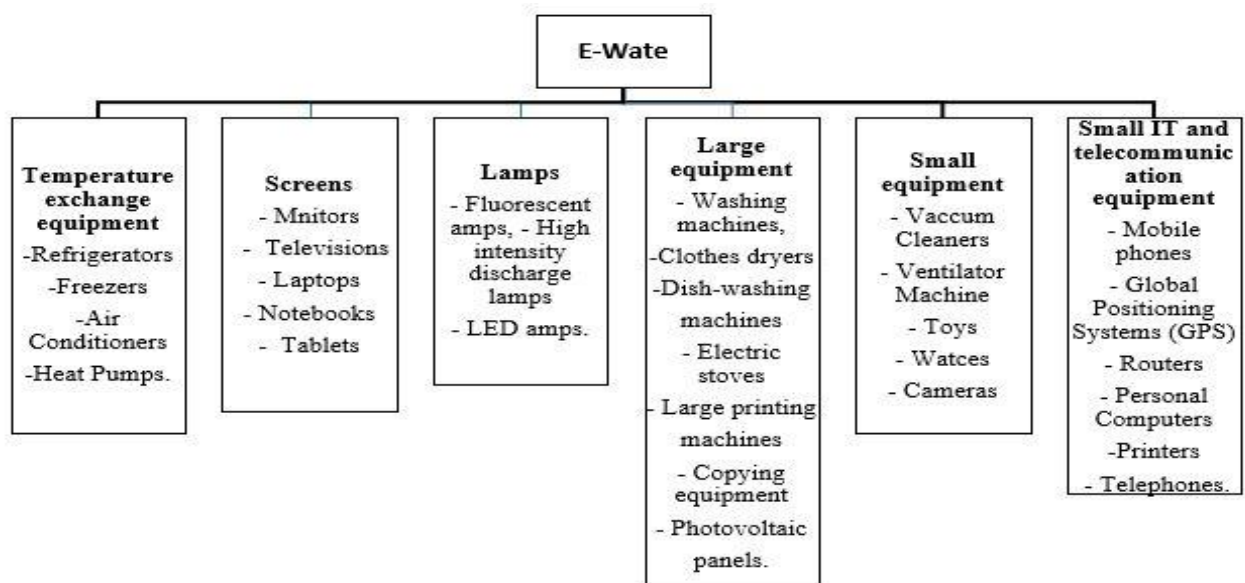 E-Wate
Temperature
exchange
equipment
-Refrigerators
-Freezers
-Air
Conditioners
-Heat Pumps.
Screens
- Mnitors
- Televisions
- Laptops
- Notebooks
- Tablets
Lamps
- Fluorescent
amps, - High
intensity
discharge
lamps
- LED amps.
Large
equipment
- Washing
machines,
-Clothes dryers
-Dish-washing
machines
- Electric
stoves
- Large printing
machines
- Copying
equipment
- Photovoltaic
panels.
Small
equipment
- Vaccum
Cleaners
- Ventilator
Machine
- Toys
- Watces
- Cameras
Small IT and
telecommunic
ation
equipment
- Mobile
phones
- Global
Positioning
Systems (GPS)
- Routers
- Personal
Computers
-Printers
- Telephones.